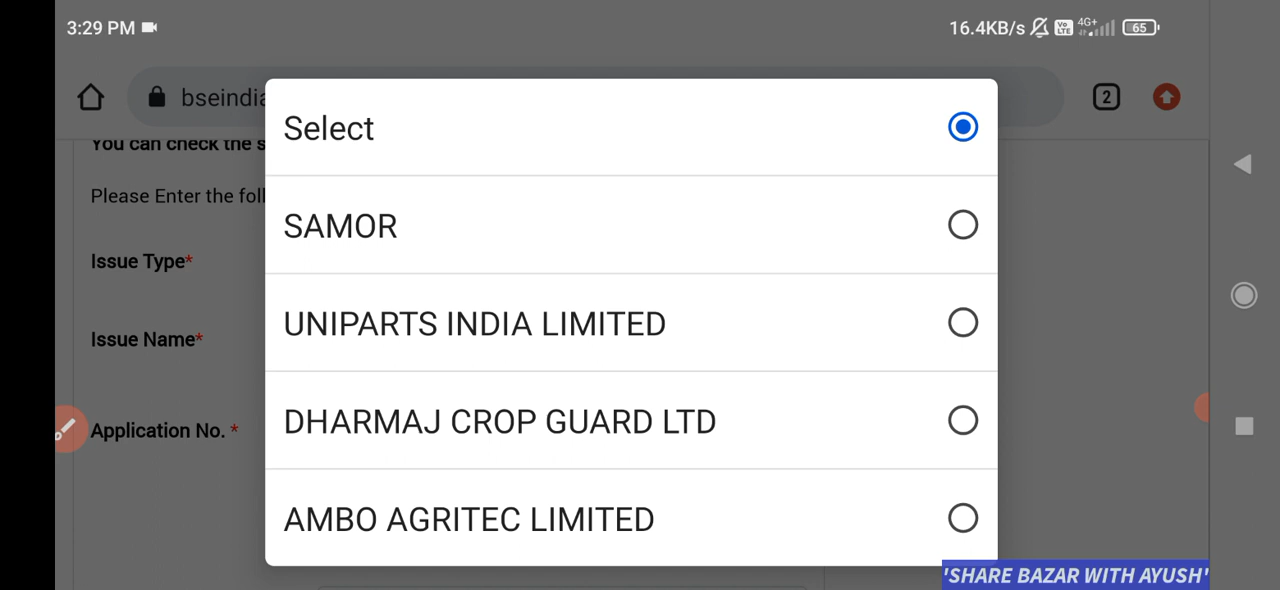 3:29 PM
16.4KB/s Vo LTE 4G+ 65
bseindia
2
You can check the s
Please Enter the foll
Issue Type*
Issue Name*
Application No. *
Select
SAMOR
UNIPARTS INDIA LIMITED
DHARMAJ CROP GUARD LTD
AMBO AGRITEC LIMITED
'SHARE BAZAR WITH AYUSH'